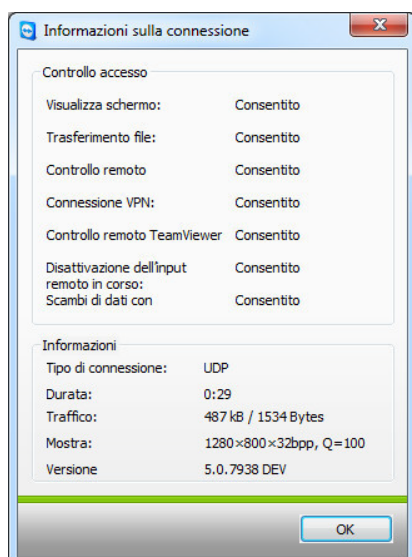 Informazioni sulla connessione
Controllo accesso
Visualizza schermo: Consentito
Trasferimento file: Consentito
Controllo remoto Consentito
Connessione VPN: Consentito
Controllo remoto TeamViewer Consentito
Disattivazione dell'input Consentito
remoto in corso:
Scambi di dati con Consentito
Informazioni
Tipo di connessione: UDP
Durata: 0:29
Traffico: 487 kB / 1534 Bytes
Mostra: 1280×800×32bpp, Q=100
Versione 5.0.7938 DEV
OK